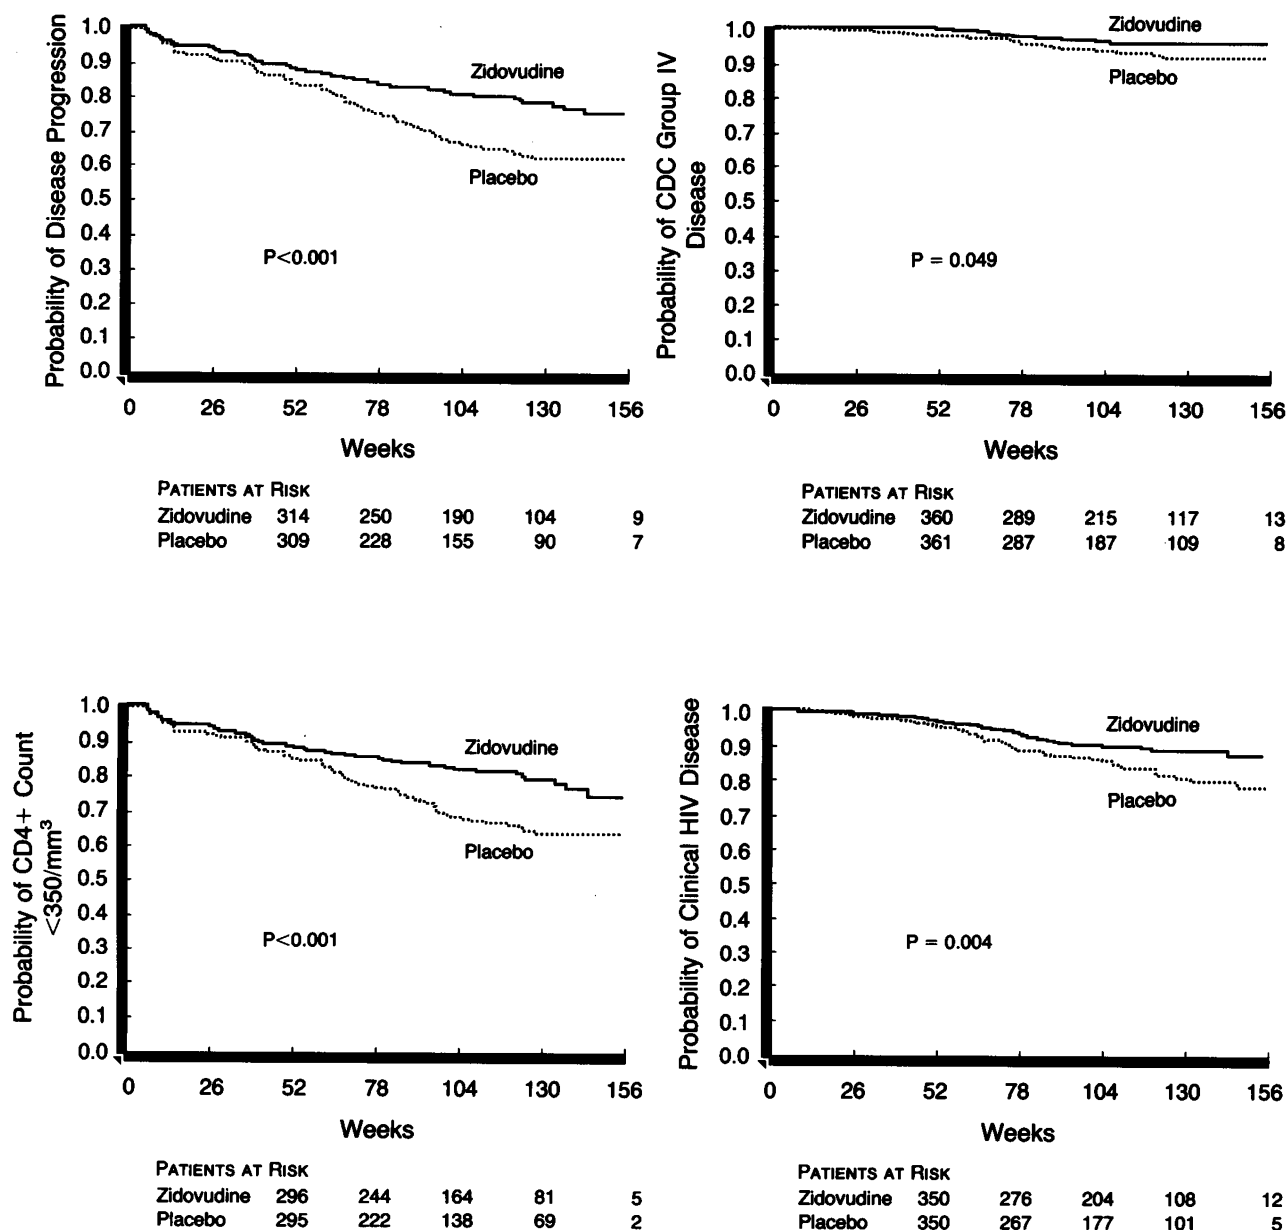 Probability of Disease Progression
1.0
0.9
0.8
0.7
0.6
0.5
0.4
0.3
0.2
0.1
0.0
Zidovudine
Placebo
P<0.001
0 26 52 78 104 130 156
Weeks
PATIENTS AT RISK
Zidovudine 314 250 190 104 9
Placebo 309 228 155 90 7
Probability of CDC Group IV
Disease
1.0
0.9
0.8
0.7
0.6
0.5
0.4
0.3
0.2
0.1
0.0
Zidovudine
Placebo
P = 0.049
0 26 52 78 104 130 156
Weeks
PATIENTS AT RISK
Zidovudine 360 289 215 117 13
Placebo 361 287 187 109 8
Probability of CD4+ Count
<350/mm³
1.0
0.9
0.8
0.7
0.6
0.5
0.4
0.3
0.2
0.1
0.0
Zidovudine
Placebo
P<0.001
0 26 52 78 104 130 156
Weeks
PATIENTS AT RISK
Zidovudine 296 244 164 81 5
Placebo 295 222 138 69 2
Probability of Clinical HIV Disease
1.0
0.9
0.8
0.7
0.6
0.5
0.4
0.3
0.2
0.1
0.0
Zidovudine
Placebo
P = 0.004
0 26 52 78 104 130 156
Weeks
PATIENTS AT RISK
Zidovudine 350 276 204 108 12
Placebo 350 267 177 101 5